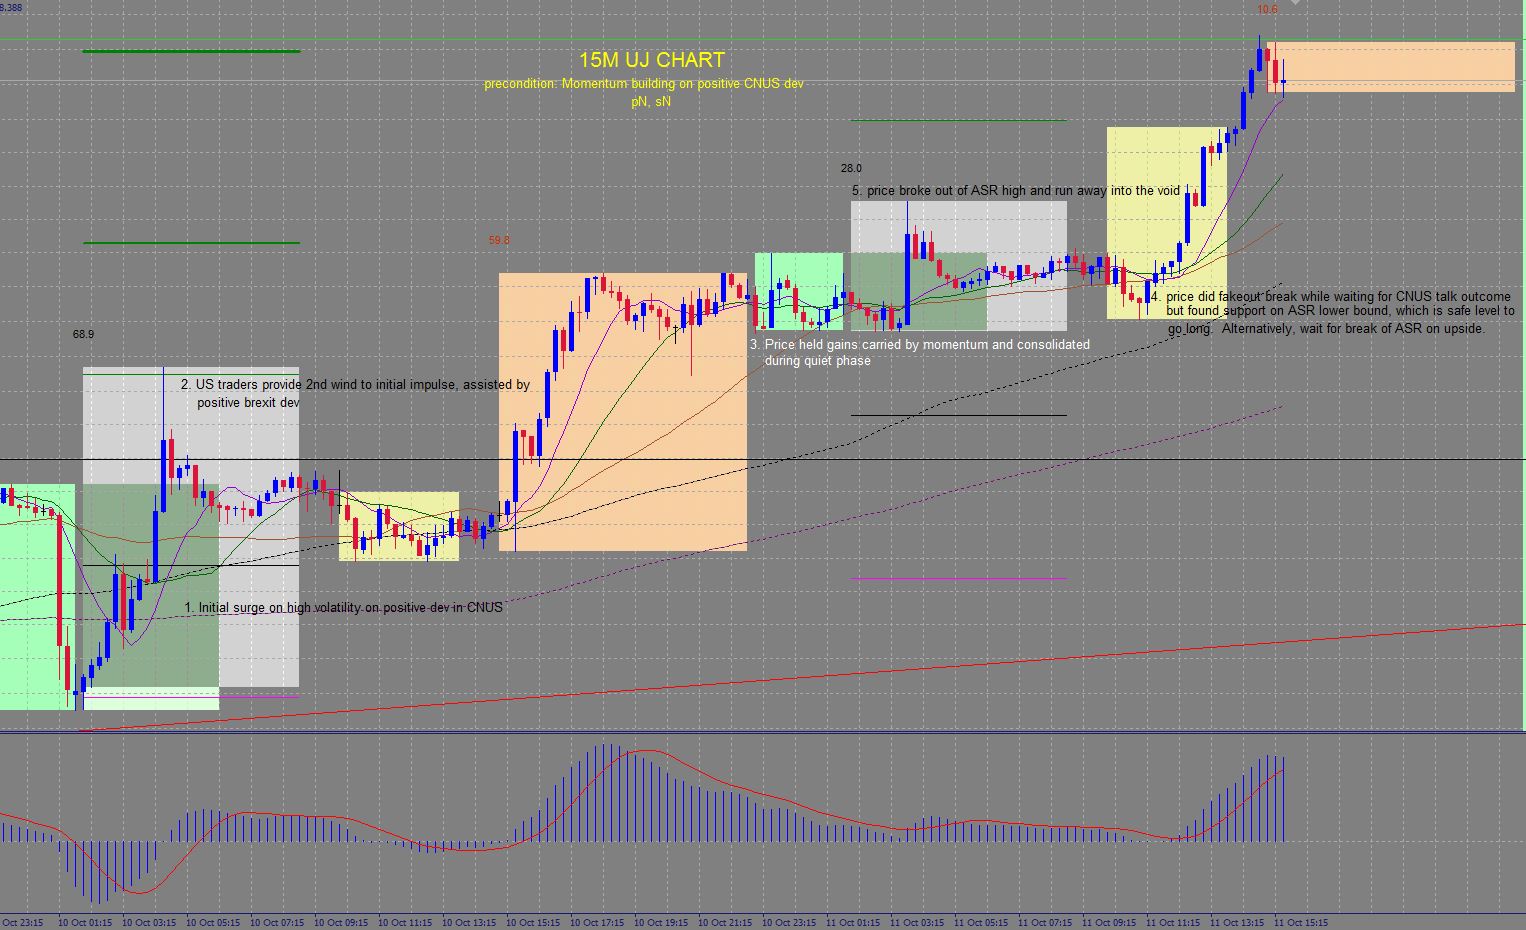 8.388
10.6
15M UJ CHART
precondition: Momentum building on positive CNUS dev
pN, sN
28.0
5. price broke out of ASR high and run away into the void
59.8
4. price did fakeout break while waiting for CNUS talk outcome
but found support on ASR lower bound, which is safe level to
go long. Alternatively, wait for break of ASR on upside.
68.9
3. Price held gains carried by momentum and consolidated
during quiet phase
2. US traders provide 2nd wind to initial impulse, assisted by
positive brexit dev
1. Initial surge on high volatility on positive dev in CNUS
Oct 23:15 10 Oct 01:15 10 Oct 03:15 10 Oct 05:15 10 Oct 07:15 10 Oct 09:15 10 Oct 11:15 10 Oct 13:15 10 Oct 15:15 10 Oct 17:15 10 Oct 19:15 10 Oct 21:15 10 Oct 23:15 11 Oct 01:15 11 Oct 03:15 11 Oct 05:15 11 Oct 07:15 11 Oct 09:15 11 Oct 11:15 11 Oct 13:15 11 Oct 15:15